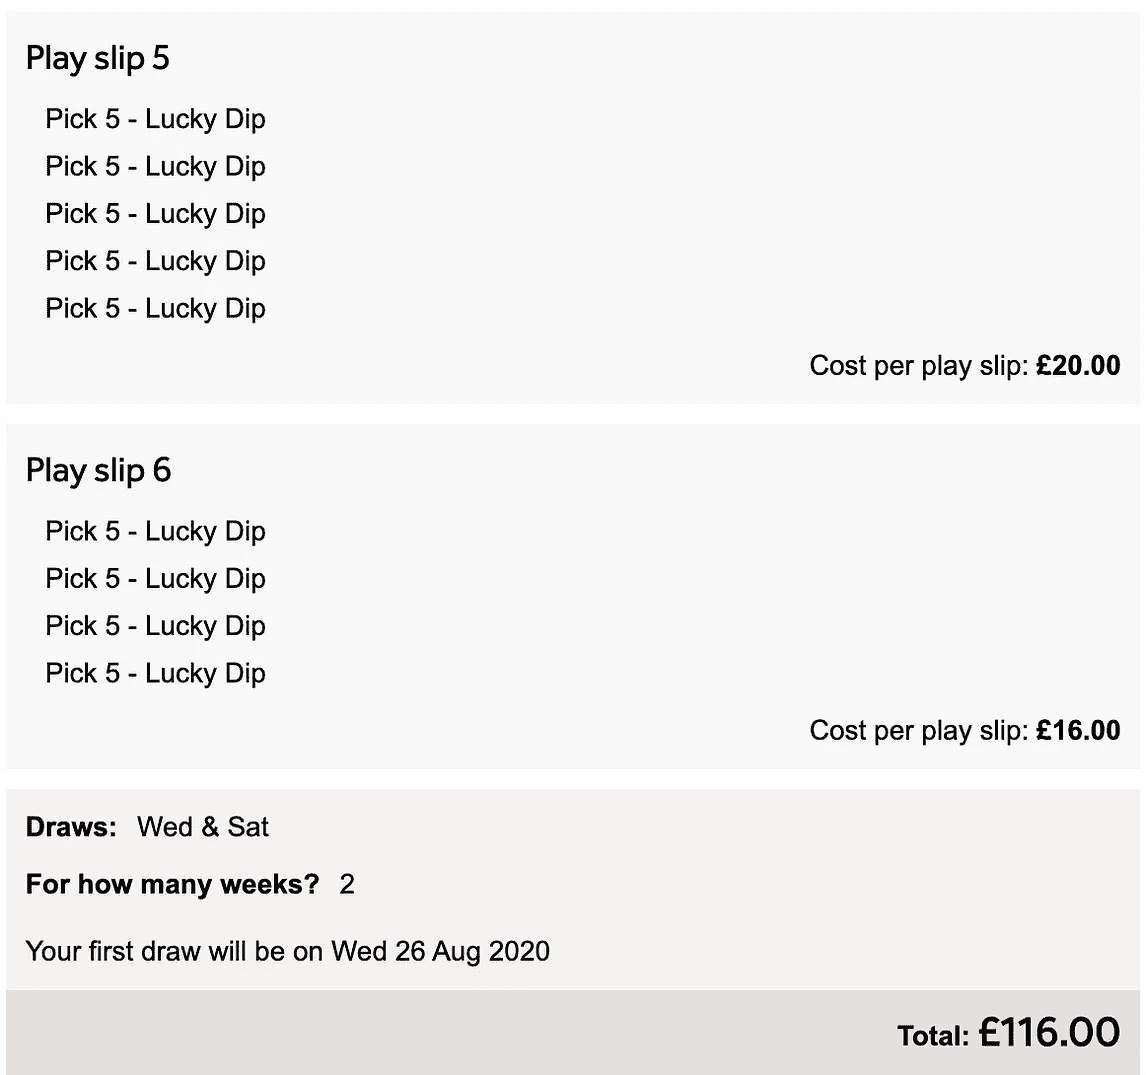 Play slip 5
Pick 5 - Lucky Dip
Pick 5 - Lucky Dip
Pick 5 - Lucky Dip
Pick 5 - Lucky Dip
Pick 5 - Lucky Dip
Cost per play slip: £20.00
Play slip 6
Pick 5 - Lucky Dip
Pick 5 - Lucky Dip
Pick 5 - Lucky Dip
Pick 5 - Lucky Dip
Cost per play slip: £16.00
Draws: Wed & Sat
For how many weeks? 2
Your first draw will be on Wed 26 Aug 2020
Total: £116.00